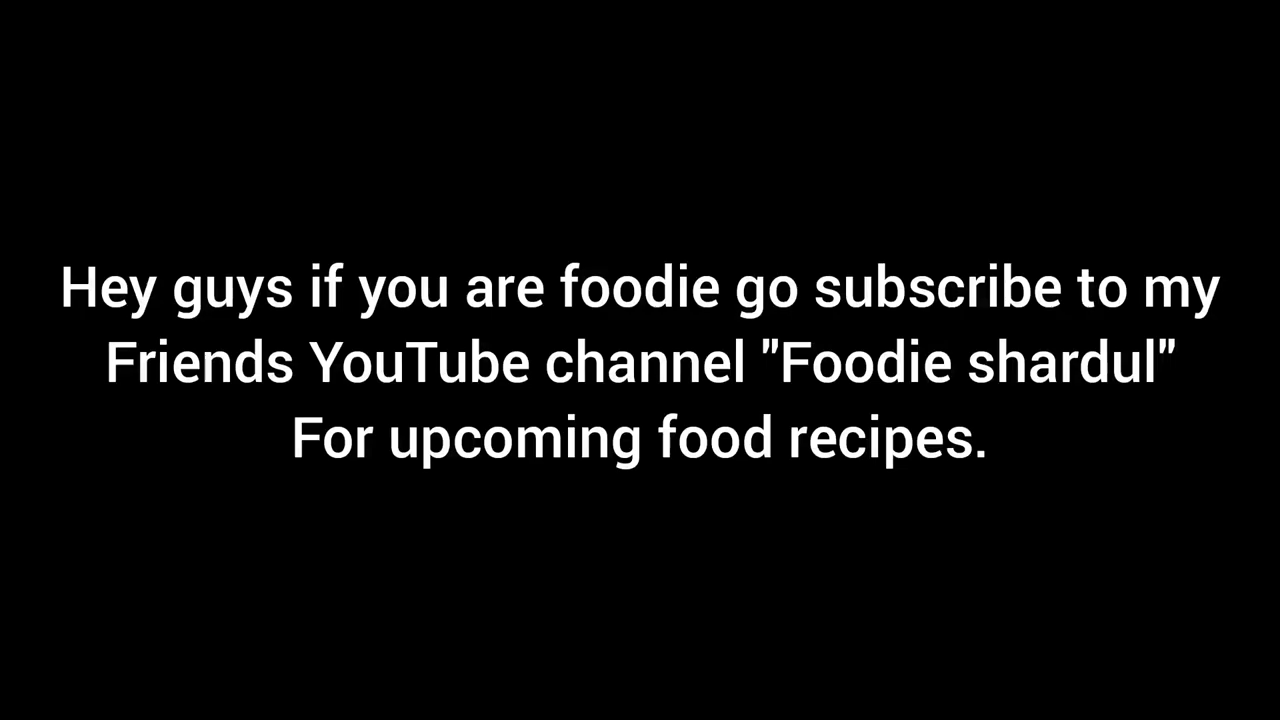 Hey guys if you are foodie go subscribe to my
Friends YouTube channel "Foodie shardul"
For upcoming food recipes.